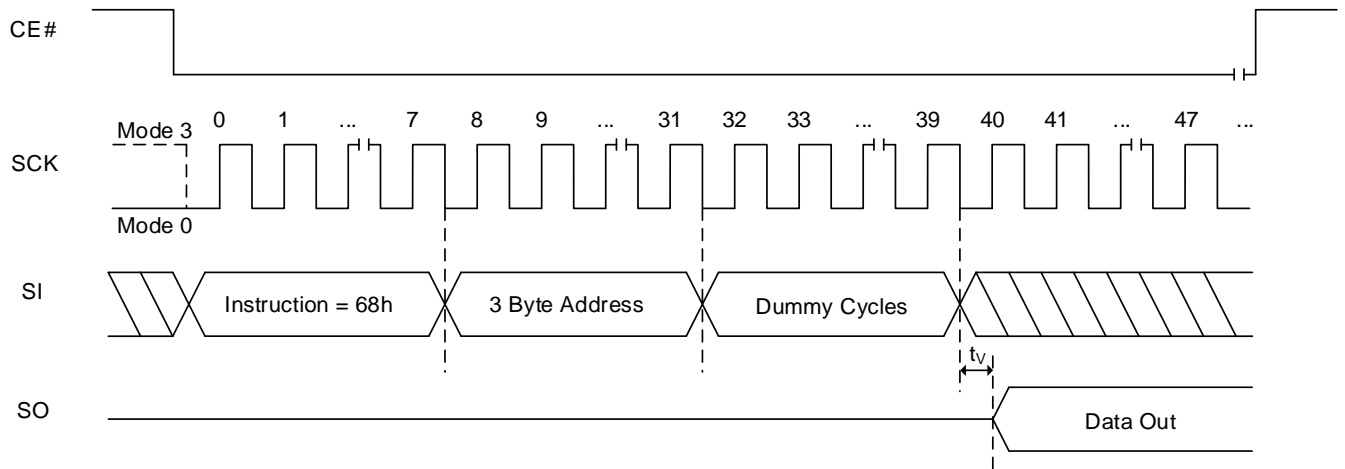 CE#
0 1 ... 7 8 9 ... 31 32 33 ... 39 40 41 ... 47 ...
Mode 3
SCK
Mode 0
SI
Instruction = 68h 3 Byte Address Dummy Cycles
tV
SO
Data Out